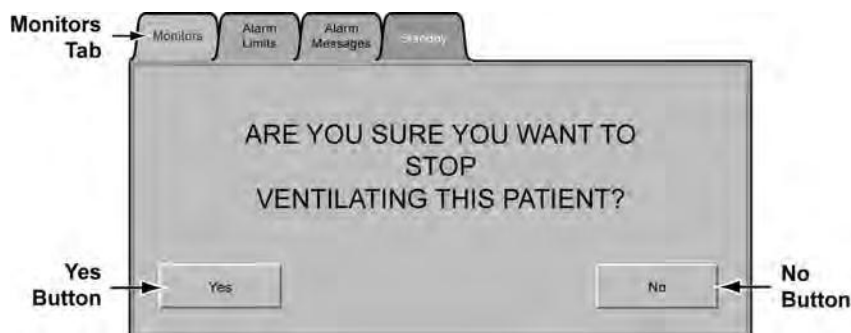 Monitors
Tab
Monitors
Alarm
Limits
Alarm
Messages
Standby
ARE YOU SURE YOU WANT TO
STOP
VENTILATING THIS PATIENT?
Yes
Button
Yes
No
No
Button